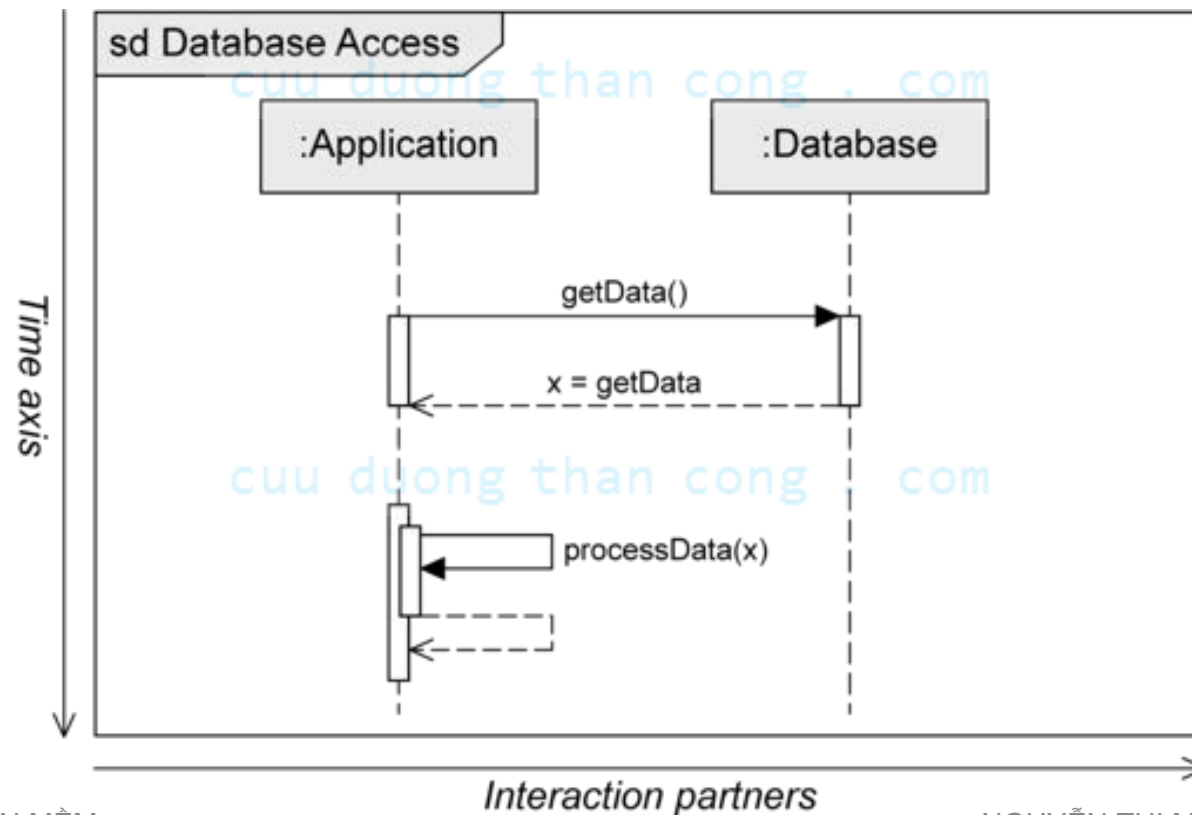 sd Database Access
cuu duong than cong . com
:Application
:Database
getData()
x = getData
Time axis
cuu duong than cong . com
processData(x)
Interaction partners